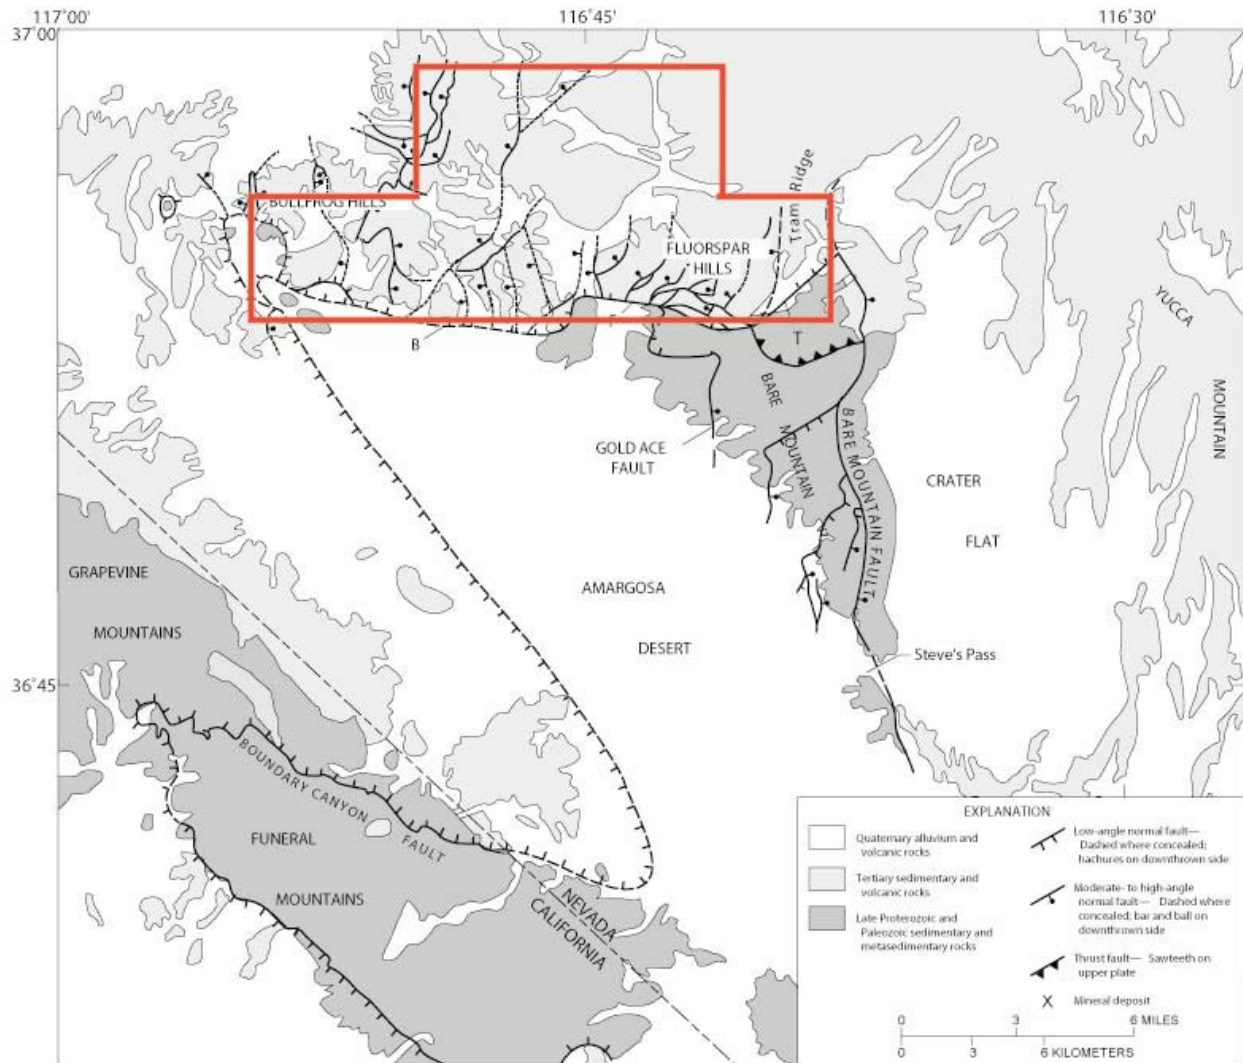 117°00'
116°45'
116°30'
37°00'
BULLFROG HILLS
Tram Ridge
FLUORSPAR
HILLS
YUCCA
MOUNTAIN
B
T
BARE
MOUNTAIN
GOLD ACE
FAULT
BARE MOUNTAIN FAULT
CRATER
FLAT
GRAPEVINE
MOUNTAINS
AMARGOSA
DESERT
Steve's Pass
36°45'
BOUNDARY CANYON
FAULT
FUNERAL
MOUNTAINS
NEVADA
CALIFORNIA
EXPLANATION
Quaternary alluvium and
volcanic rocks
Tertiary sedimentary and
volcanic rocks
Late Proterozoic and
Paleozoic sedimentary and
metasedimentary rocks
Low-angle normal fault—
Dashed where concealed;
hachures on downthrown side
Moderate- to high-angle
normal fault— Dashed where
concealed; bar and ball on
downthrown side
Thrust fault— Sawteeth on
upper plate
X Mineral deposit
0 3 6 MILES
0 3 6 KILOMETERS